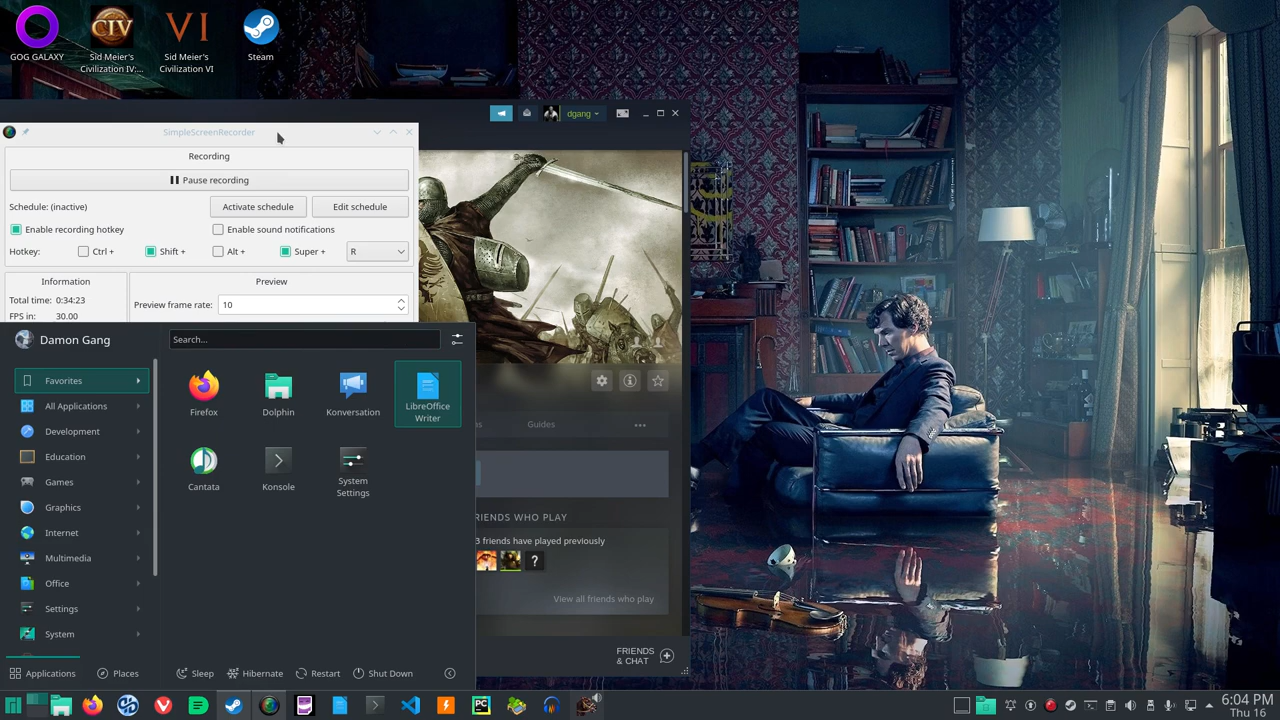 GOG GALAXY
Sid Meier's
Civilization IV:...
Sid Meier's
Civilization VI
Steam
CIV
VI
dgang
SimpleScreenRecorder
Recording
Pause recording
Schedule: (inactive)
Activate schedule
Edit schedule
Enable recording hotkey
Enable sound notifications
Hotkey:
Ctrl +
Shift +
Alt +
Super +
R
Information
Preview
Total time: 0:34:23
FPS in: 30.00
Preview frame rate:
10
Damon Gang
Search...
Favorites
All Applications
Development
Education
Games
Graphics
Internet
Multimedia
Office
Settings
System
Firefox
Dolphin
Konversation
LibreOffice
Writer
Cantata
Konsole
System
Settings
Guides
RIENDS WHO PLAY
3 friends have played previously
?
View all friends who play
FRIENDS
& CHAT
Applications
Places
Sleep
Hibernate
Restart
Shut Down
PC
6:04 PM
Thu 16